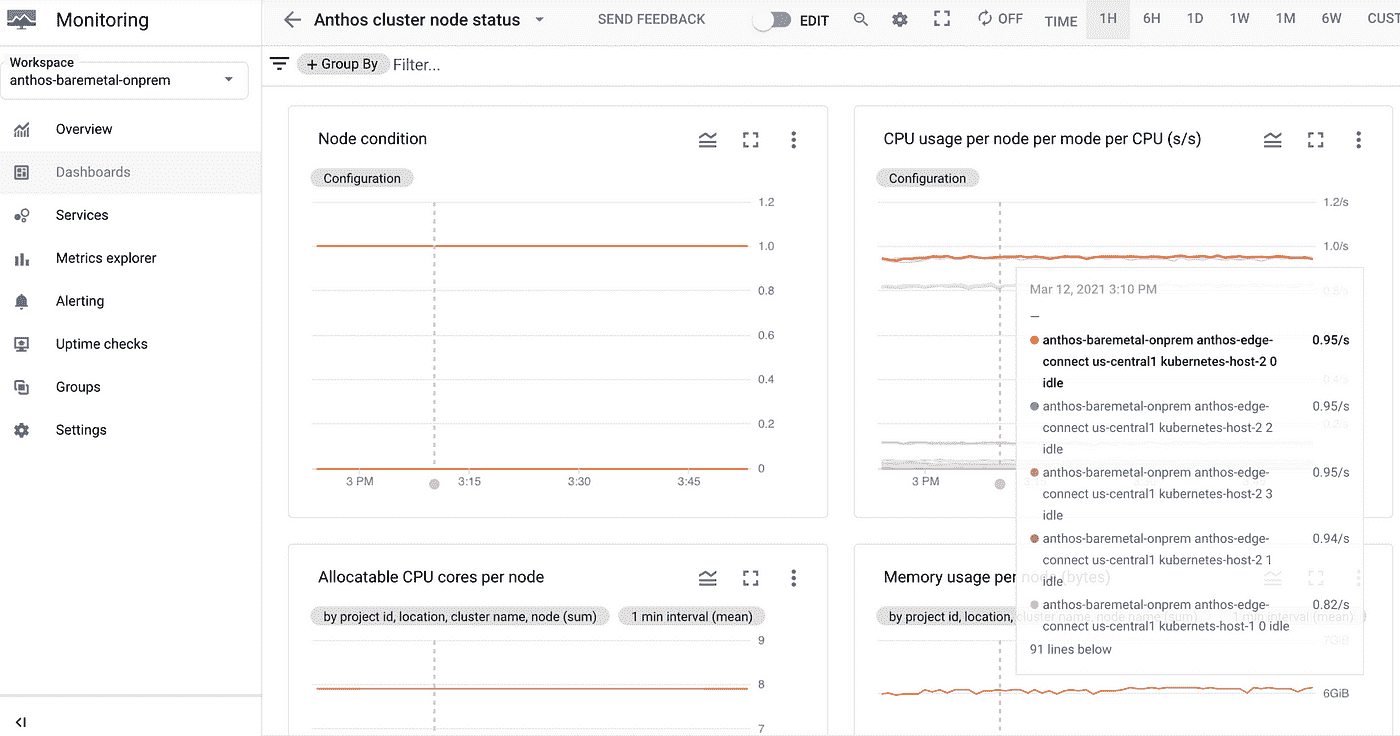 Monitoring
Anthos cluster node status
SEND FEEDBACK
EDIT
OFF
TIME
1H
6H
1D
1W
1M
6W
CUST
Workspace
anthos-baremetal-onprem
+ Group By
Filter...
Overview
Dashboards
Services
Metrics explorer
Alerting
Uptime checks
Groups
Settings
Node condition
Configuration
1.2
1.0
0.8
0.6
0.4
0.2
0
3 PM
3:15
3:30
3:45
CPU usage per node per mode per CPU (s/s)
Configuration
1.2/s
1.0/s
0.8/s
0.4/s
0.2/s
3 PM
Mar 12, 2021 3:10 PM
–
anthos-baremetal-onprem anthos-edge- 0.95/s
connect us-central1 kubernetes-host-2 0
idle
anthos-baremetal-onprem anthos-edge- 0.95/s
connect us-central1 kubernetes-host-2 2
idle
anthos-baremetal-onprem anthos-edge- 0.95/s
connect us-central1 kubernetes-host-2 3
idle
anthos-baremetal-onprem anthos-edge- 0.94/s
connect us-central1 kubernetes-host-2 1
idle
anthos-baremetal-onprem anthos-edge- 0.82/s
connect us-central1 kubernets-host-1 0 idle
91 lines below
Allocatable CPU cores per node
by project id, location, cluster name, node (sum)
1 min interval (mean)
9
8
7
Memory usage per node (bytes)
by project id, location, cluster name, node name (sum)
1 min interval (mean)
7GiB
6GiB